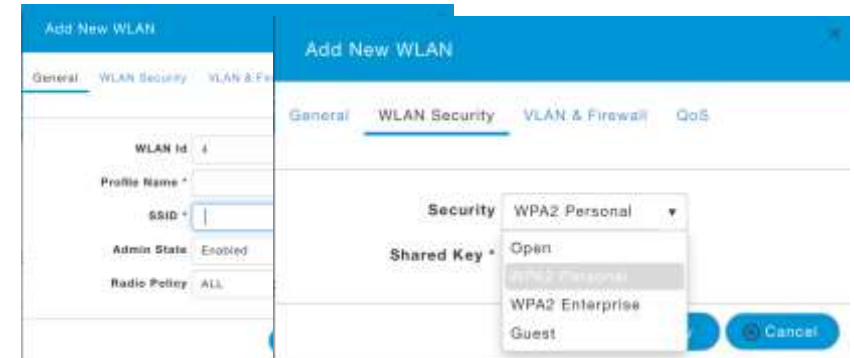 Add New WLAN
General WLAN Security VLAN &
WLAN Id 4
Profile Name *
SSID *
Admin State Enabled
Radio Policy ALL
Add New WLAN
General WLAN Security VLAN & Firewall QoS
Security WPA2 Personal
Shared Key *
Open
WPA2 Personal
WPA2 Enterprise
Guest
Cancel